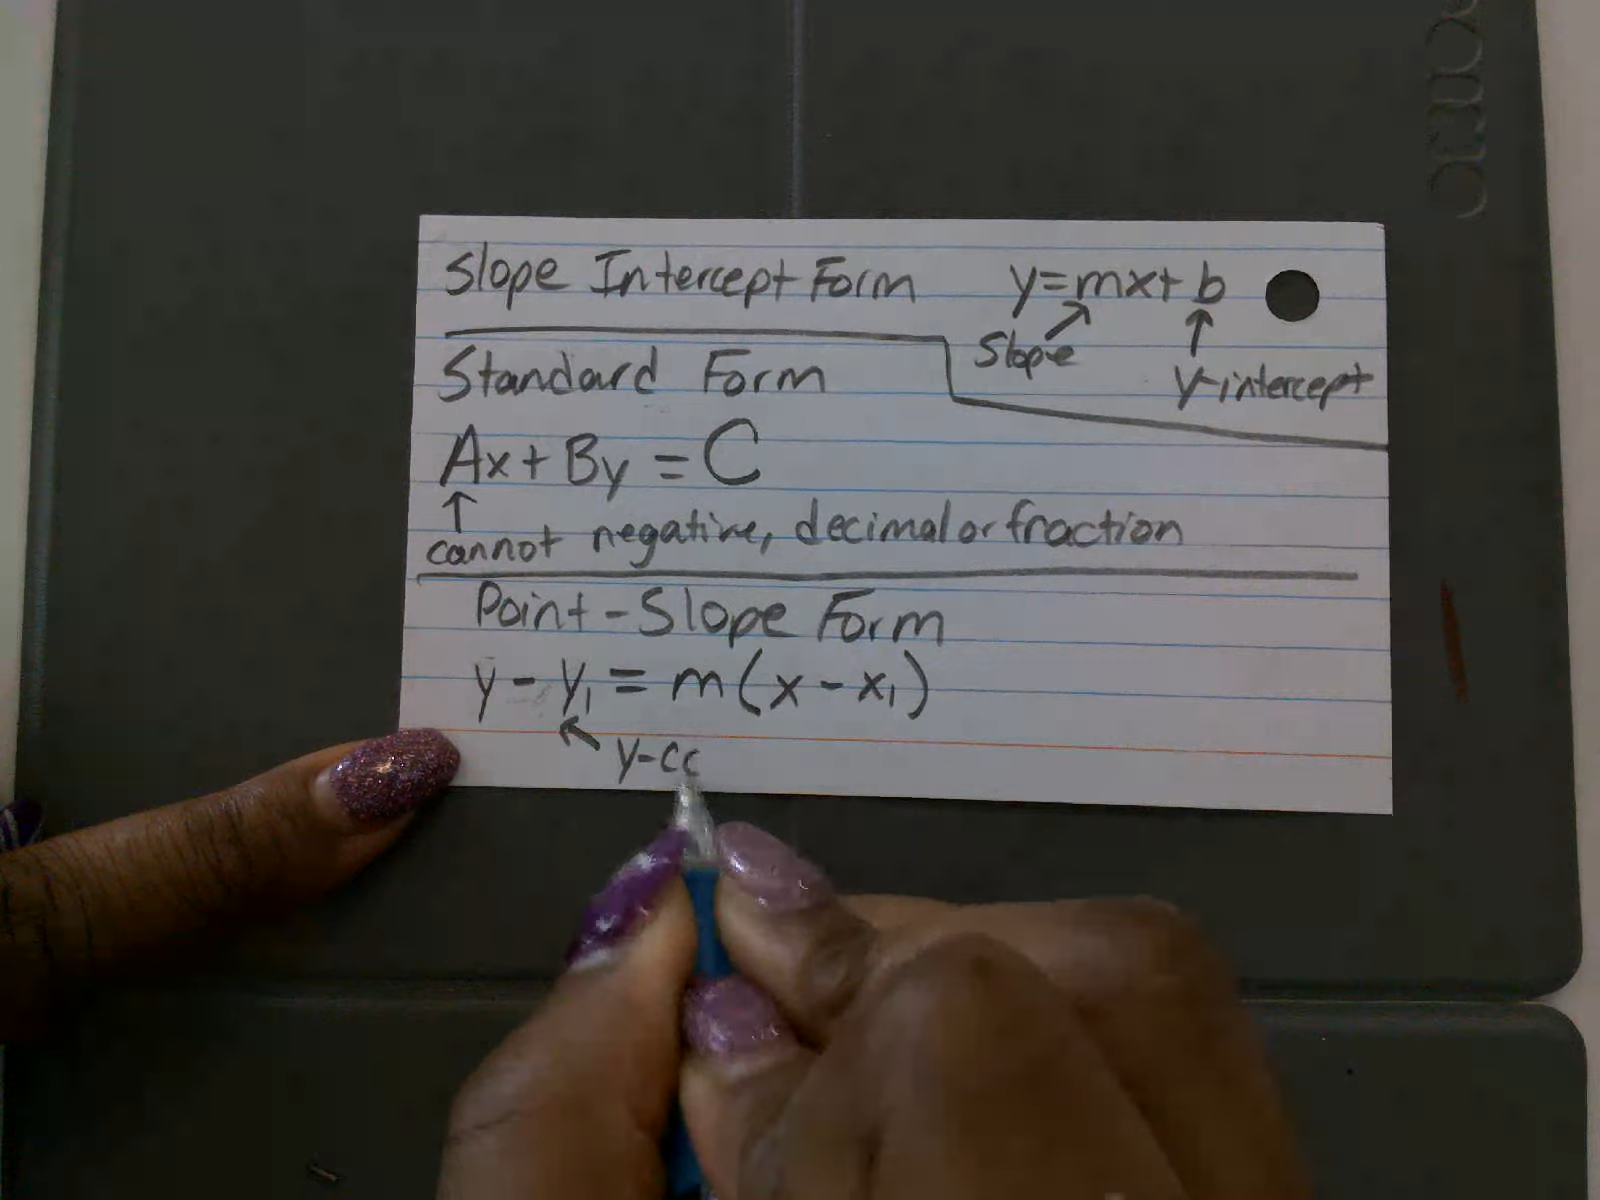 Slope Intercept Form y=mx+b
Slope
y-intercept
Standard Form
Ax + By = C
↑
cannot negative, decimal or fraction
Point-Slope Form
y - y₁ = m(x - x₁)
y-cc